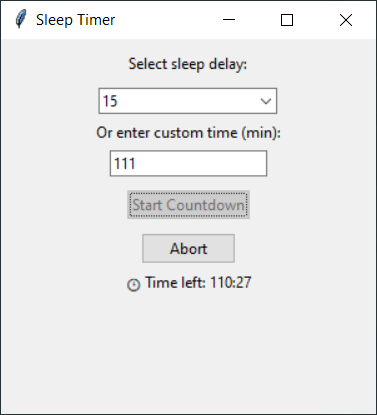 Sleep Timer
Select sleep delay:
15
Or enter custom time (min):
111
Start Countdown
Abort
Time left: 110:27